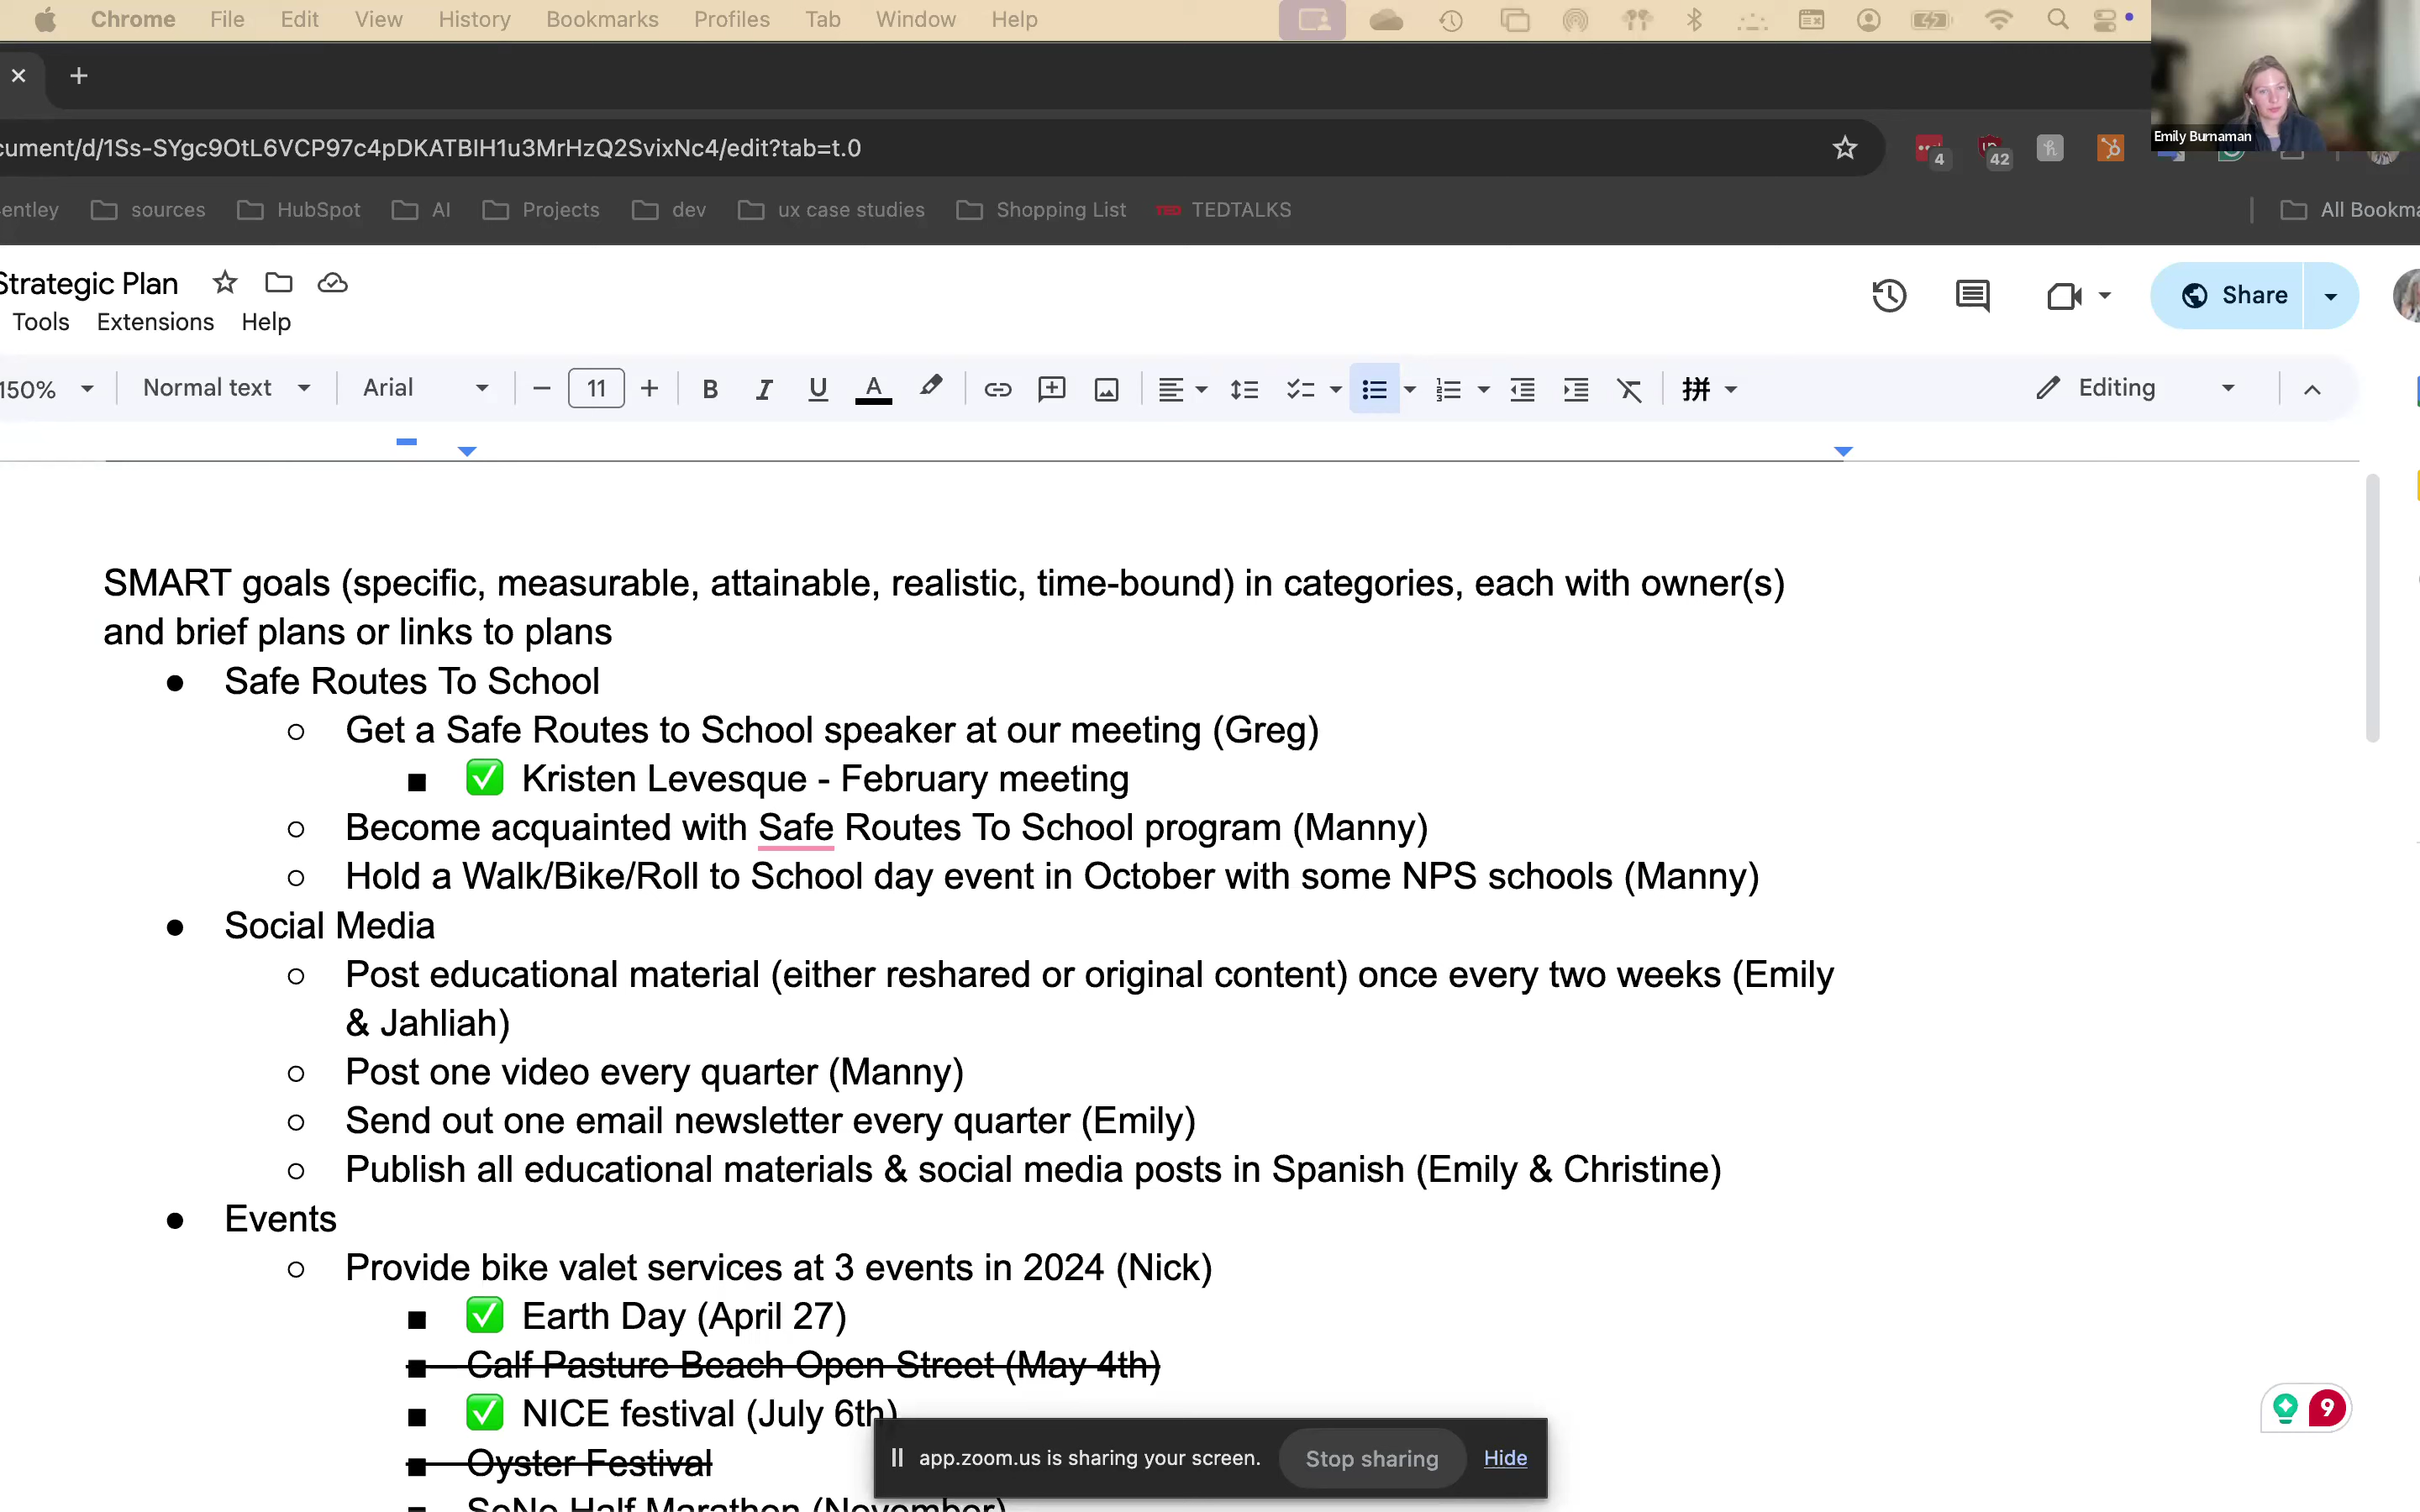 Chrome File Edit View History Bookmarks Profiles Tab Window Help
Emily Burnaman
cument/d/1Ss-SYgc9OtL6VCP97c4pDKATBIH1u3MrHzQ2SvixNc4/edit?tab=t.0
4 42
entley sources HubSpot AI Projects dev ux case studies Shopping List TED TEDTALKS All Bookma
Strategic Plan
Share
Tools Extensions Help
150% Normal text Arial 11 B I U A 拼 Editing
SMART goals (specific, measurable, attainable, realistic, time-bound) in categories, each with owner(s)
and brief plans or links to plans
● Safe Routes To School
○ Get a Safe Routes to School speaker at our meeting (Greg)
■ ✅ Kristen Levesque - February meeting
○ Become acquainted with Safe Routes To School program (Manny)
○ Hold a Walk/Bike/Roll to School day event in October with some NPS schools (Manny)
● Social Media
○ Post educational material (either reshared or original content) once every two weeks (Emily
& Jahliah)
○ Post one video every quarter (Manny)
○ Send out one email newsletter every quarter (Emily)
○ Publish all educational materials & social media posts in Spanish (Emily & Christine)
● Events
○ Provide bike valet services at 3 events in 2024 (Nick)
■ ✅ Earth Day (April 27)
■ Calf Pasture Beach Open Street (May 4th)
■ ✅ NICE festival (July 6th)
■ Oyster Festival
■ SoNo Half Marathon (November)
app.zoom.us is sharing your screen. Stop sharing Hide
9